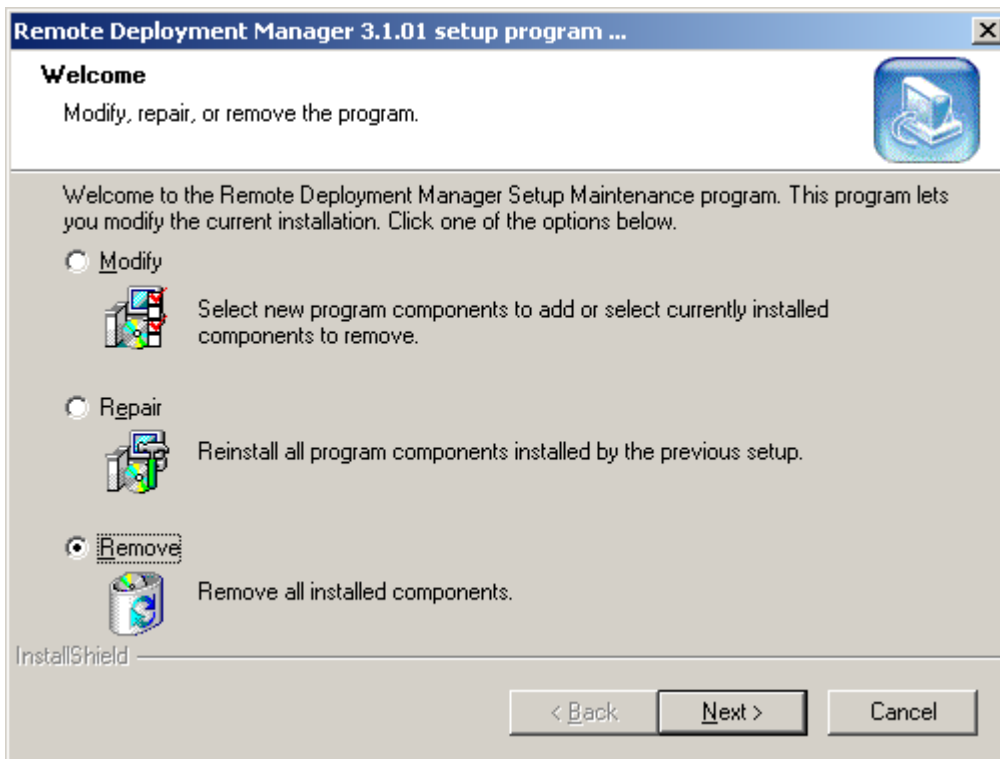 Remote Deployment Manager 3.1.01 setup program ...
Welcome
Modify, repair, or remove the program.
Welcome to the Remote Deployment Manager Setup Maintenance program. This program lets
you modify the current installation. Click one of the options below.
Modify
Select new program components to add or select currently installed
components to remove.
Repair
Reinstall all program components installed by the previous setup.
Remove
Remove all installed components.
InstallShield
< Back
Next >
Cancel